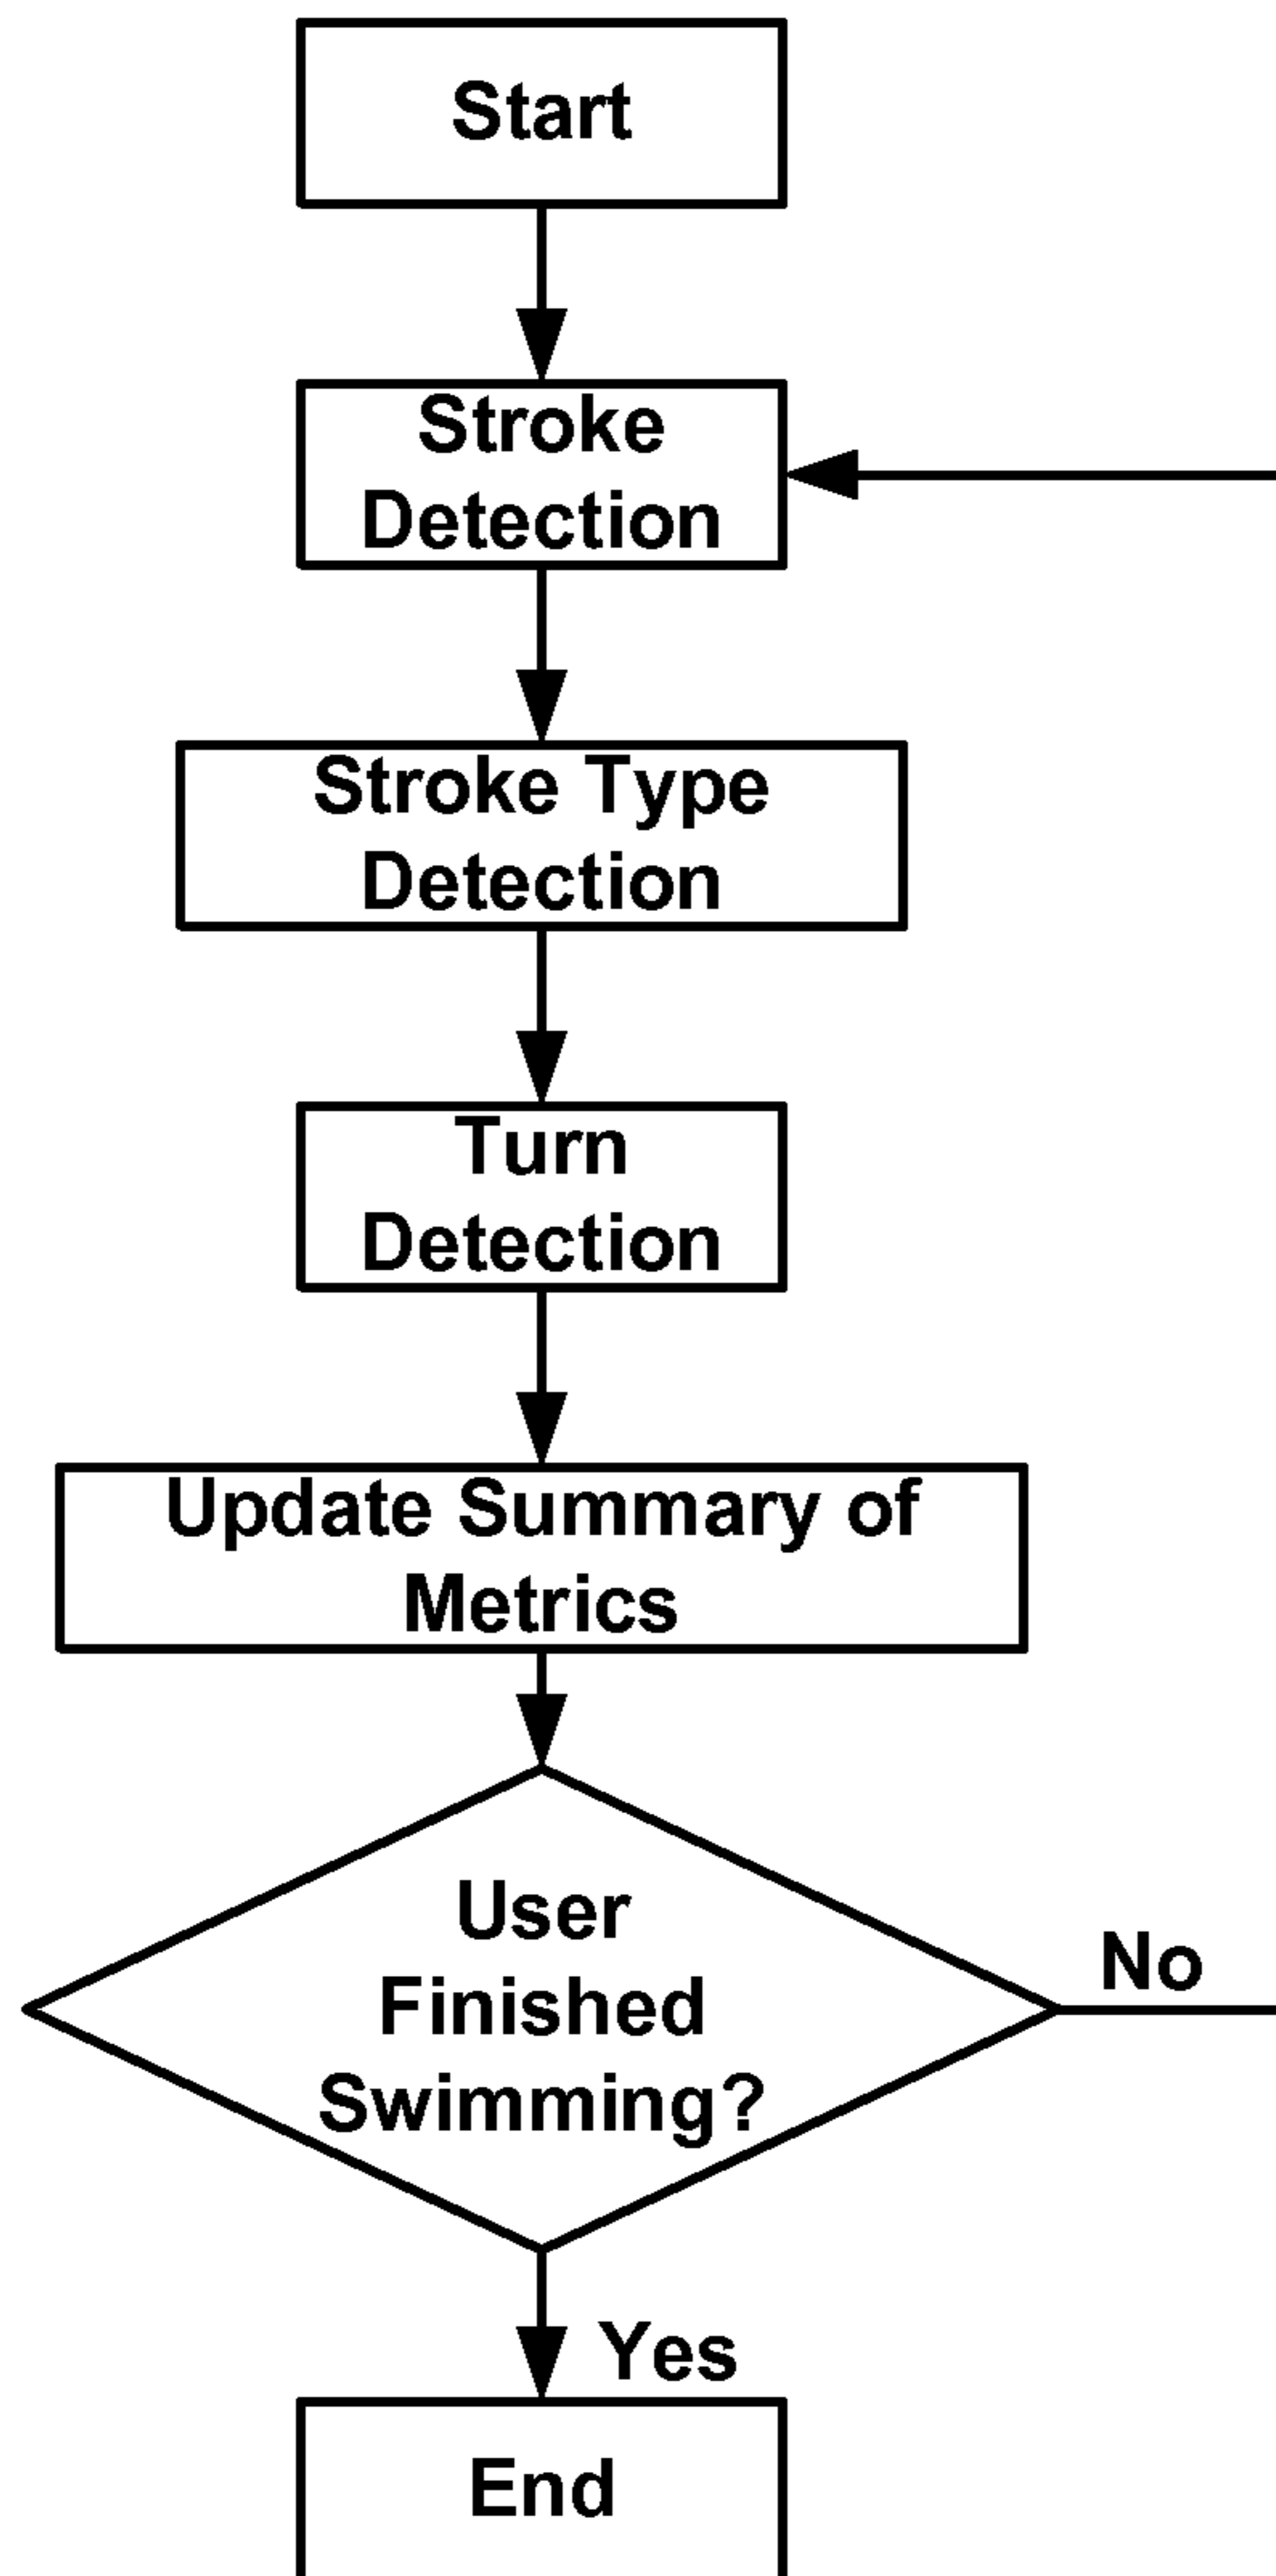 Start
Stroke
Detection
Stroke Type
Detection
Turn
Detection
Update Summary of
Metrics
User
Finished
Swimming?
No
Yes
End